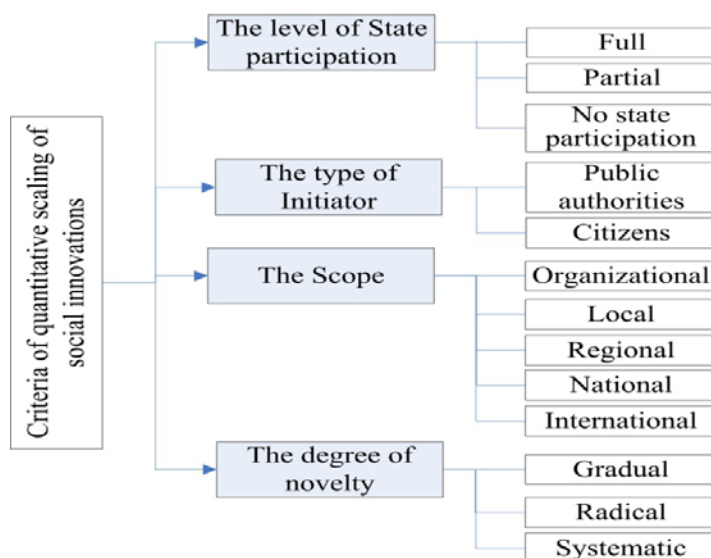 Criteria of quantitative scaling of
social innovations
The level of State
participation
Full
Partial
No state
participation
The type of
Initiator
Public
authorities
Citizens
The Scope
Organizational
Local
Regional
National
International
The degree of
novelty
Gradual
Radical
Systematic